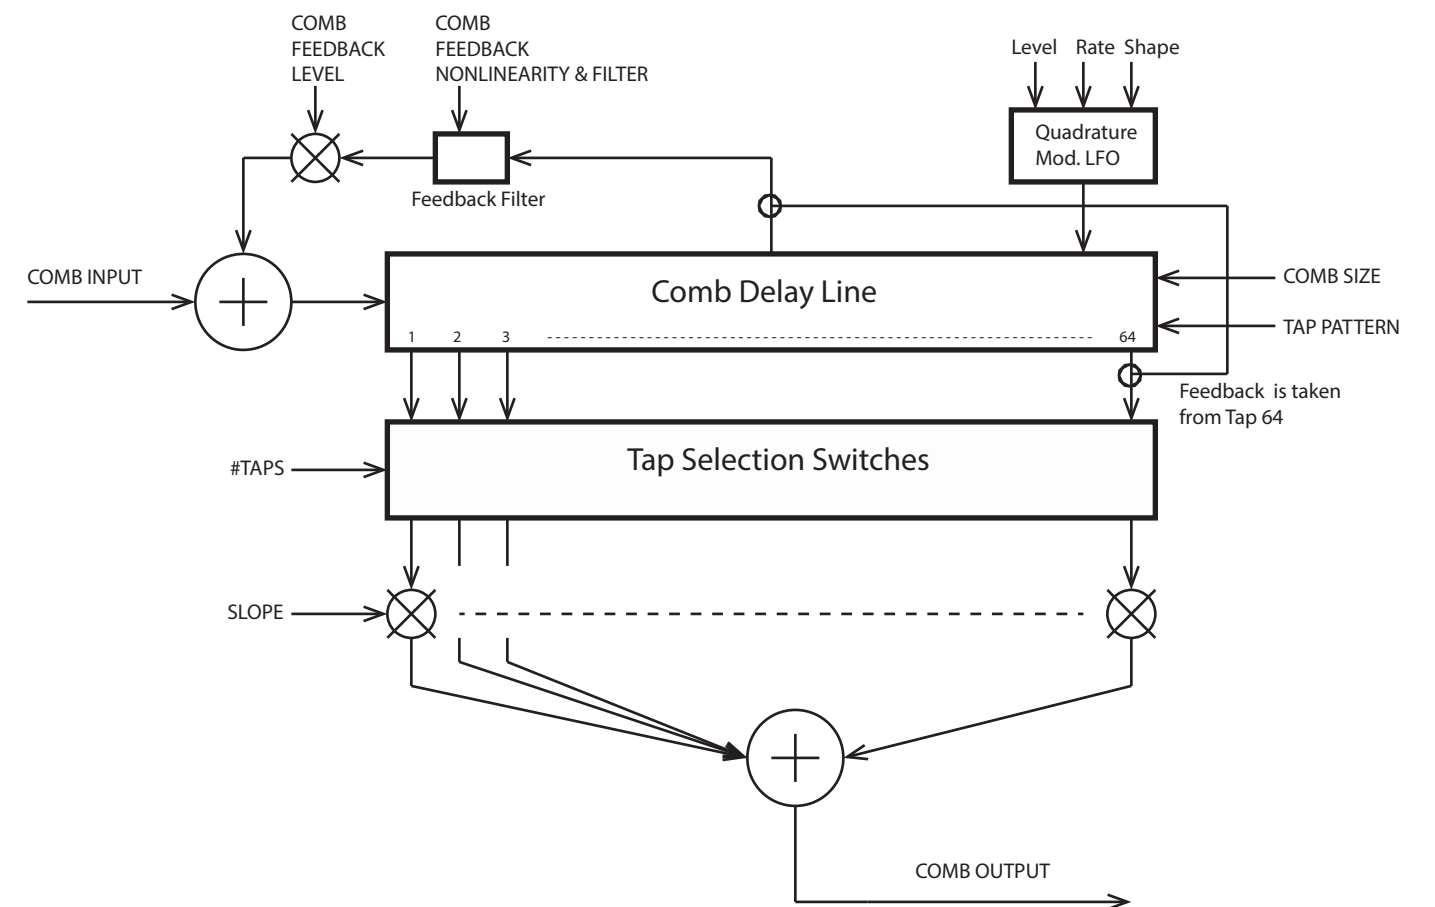 COMB
FEEDBACK
LEVEL
COMB
FEEDBACK
NONLINEARITY & FILTER
Level Rate Shape
Quadrature
Mod. LFO
Feedback Filter
COMB INPUT
Comb Delay Line
1 2 3 64
COMB SIZE
TAP PATTERN
Feedback is taken
from Tap 64
#TAPS
Tap Selection Switches
SLOPE
COMB OUTPUT